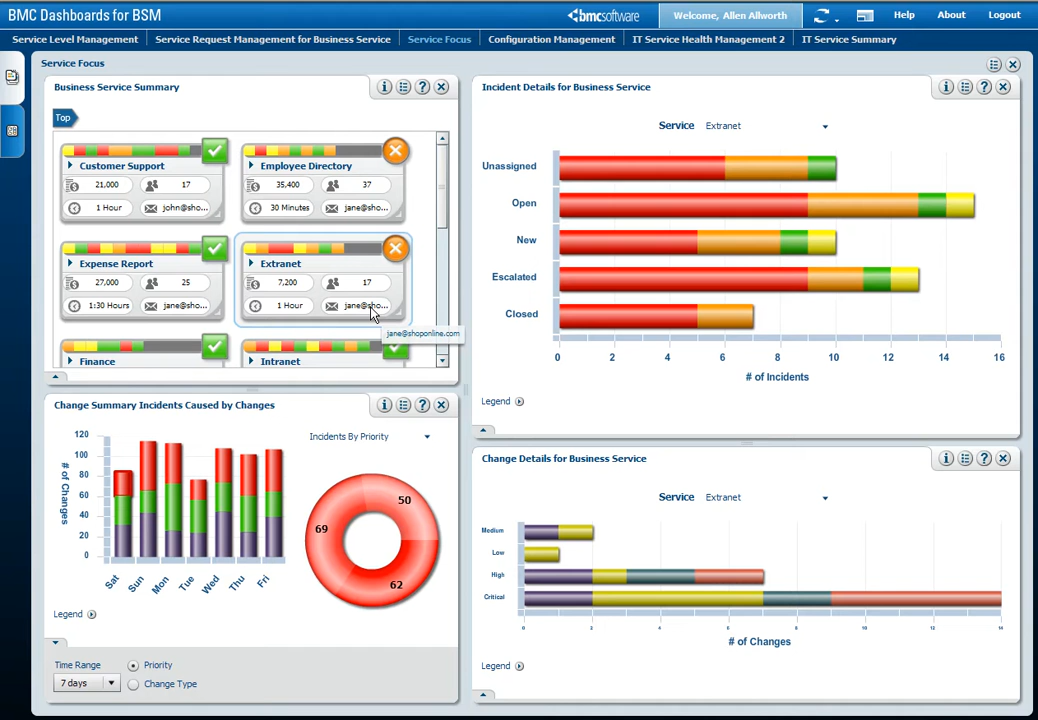 BMC Dashboards for BSM
bmcsoftware
Welcome, Allen Allworth
Help
About
Logout
Service Level Management
Service Request Management for Business Service
Service Focus
Configuration Management
IT Service Health Management 2
IT Service Summary
Service Focus
Business Service Summary
Top
Customer Support
21,000
17
1 Hour
john@sho...
Employee Directory
35,400
37
30 Minutes
jane@sho...
Expense Report
27,000
25
1:30 Hours
jane@sho...
Extranet
7,200
17
1 Hour
jane@sho...
jane@shoponline.com
Finance
Intranet
Incident Details for Business Service
Service Extranet
Unassigned
Open
New
Escalated
Closed
0 2 4 6 8 10 12 14 16
# of Incidents
Legend
Change Summary Incidents Caused by Changes
120
100
80
60
40
20
0
# of Changes
Sat Sun Mon Tue Wed Thu Fri
Incidents By Priority
50
69
62
Legend
Time Range
7 days
Priority
Change Type
Change Details for Business Service
Service Extranet
Medium
Low
High
Critical
0 2 4 6 8 10 12 14
# of Changes
Legend